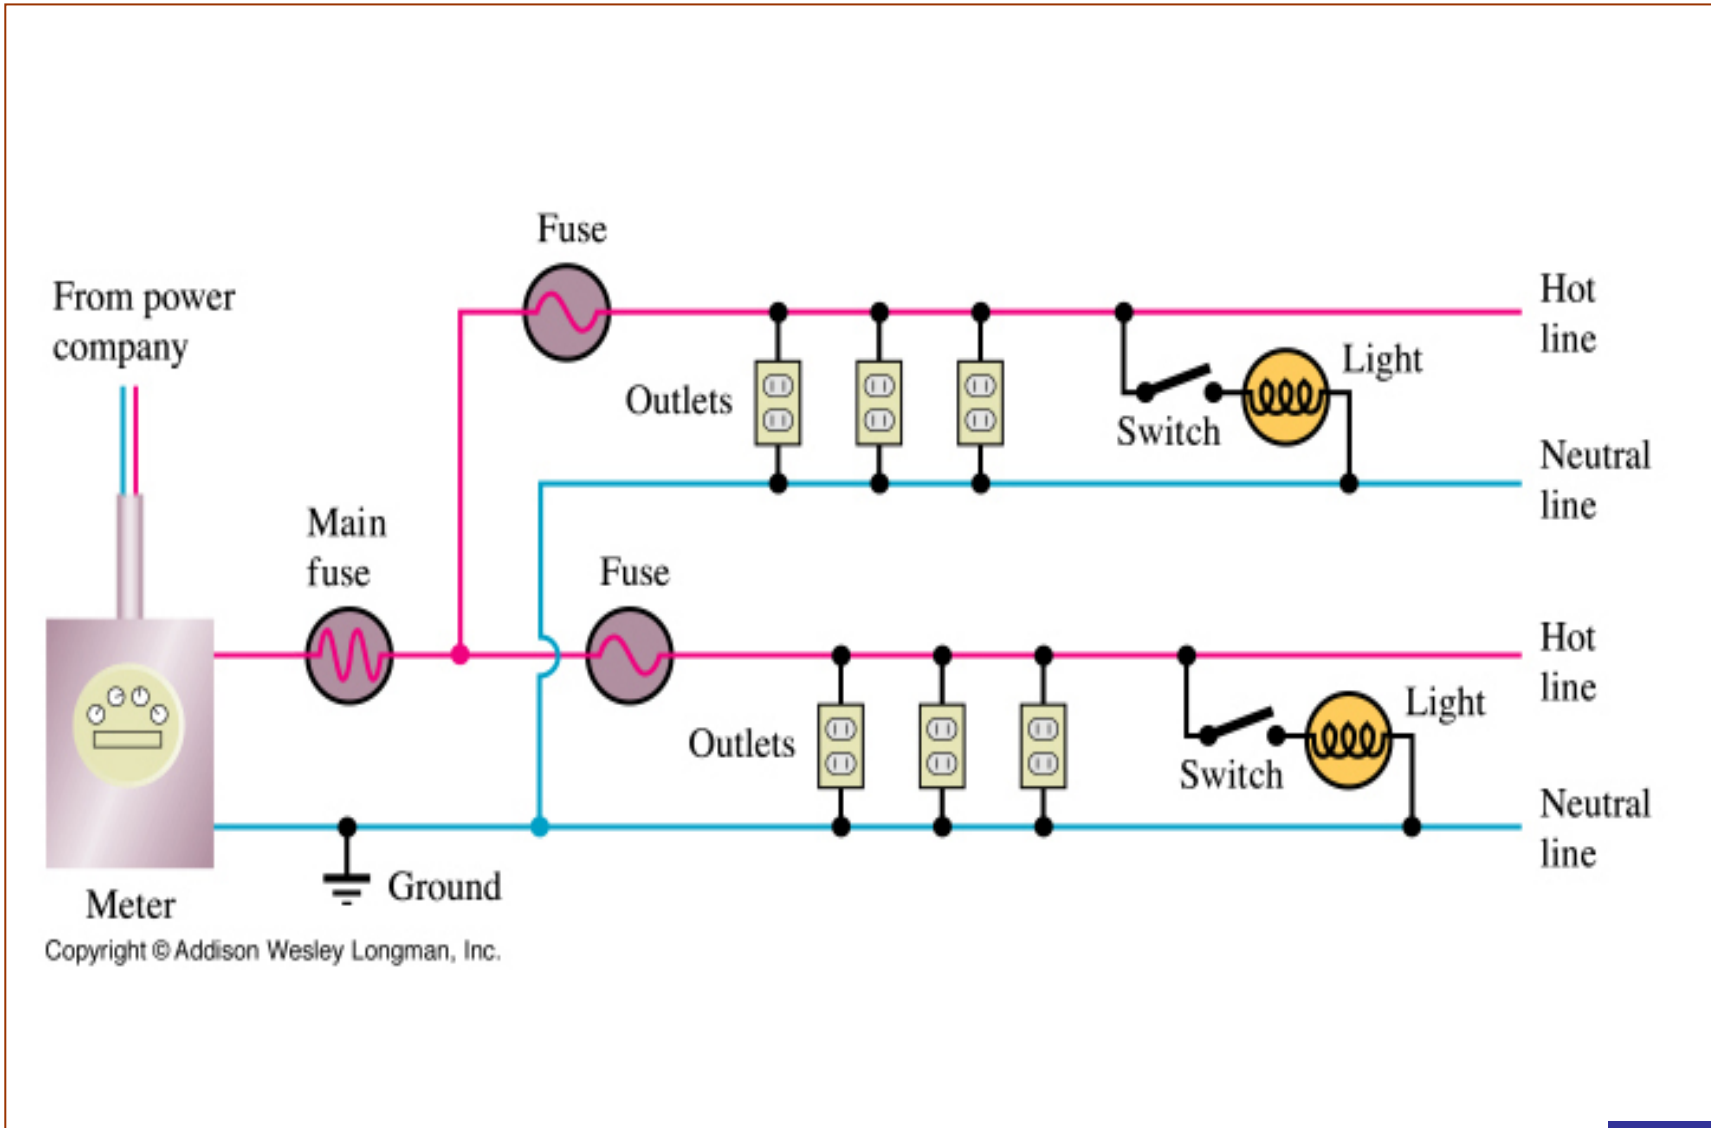 Fuse
From power
company
Hot
line
Light
Outlets
Switch
Neutral
line
Main
fuse
Fuse
Hot
line
Light
Outlets
Switch
Neutral
line
Ground
Meter
Copyright © Addison Wesley Longman, Inc.